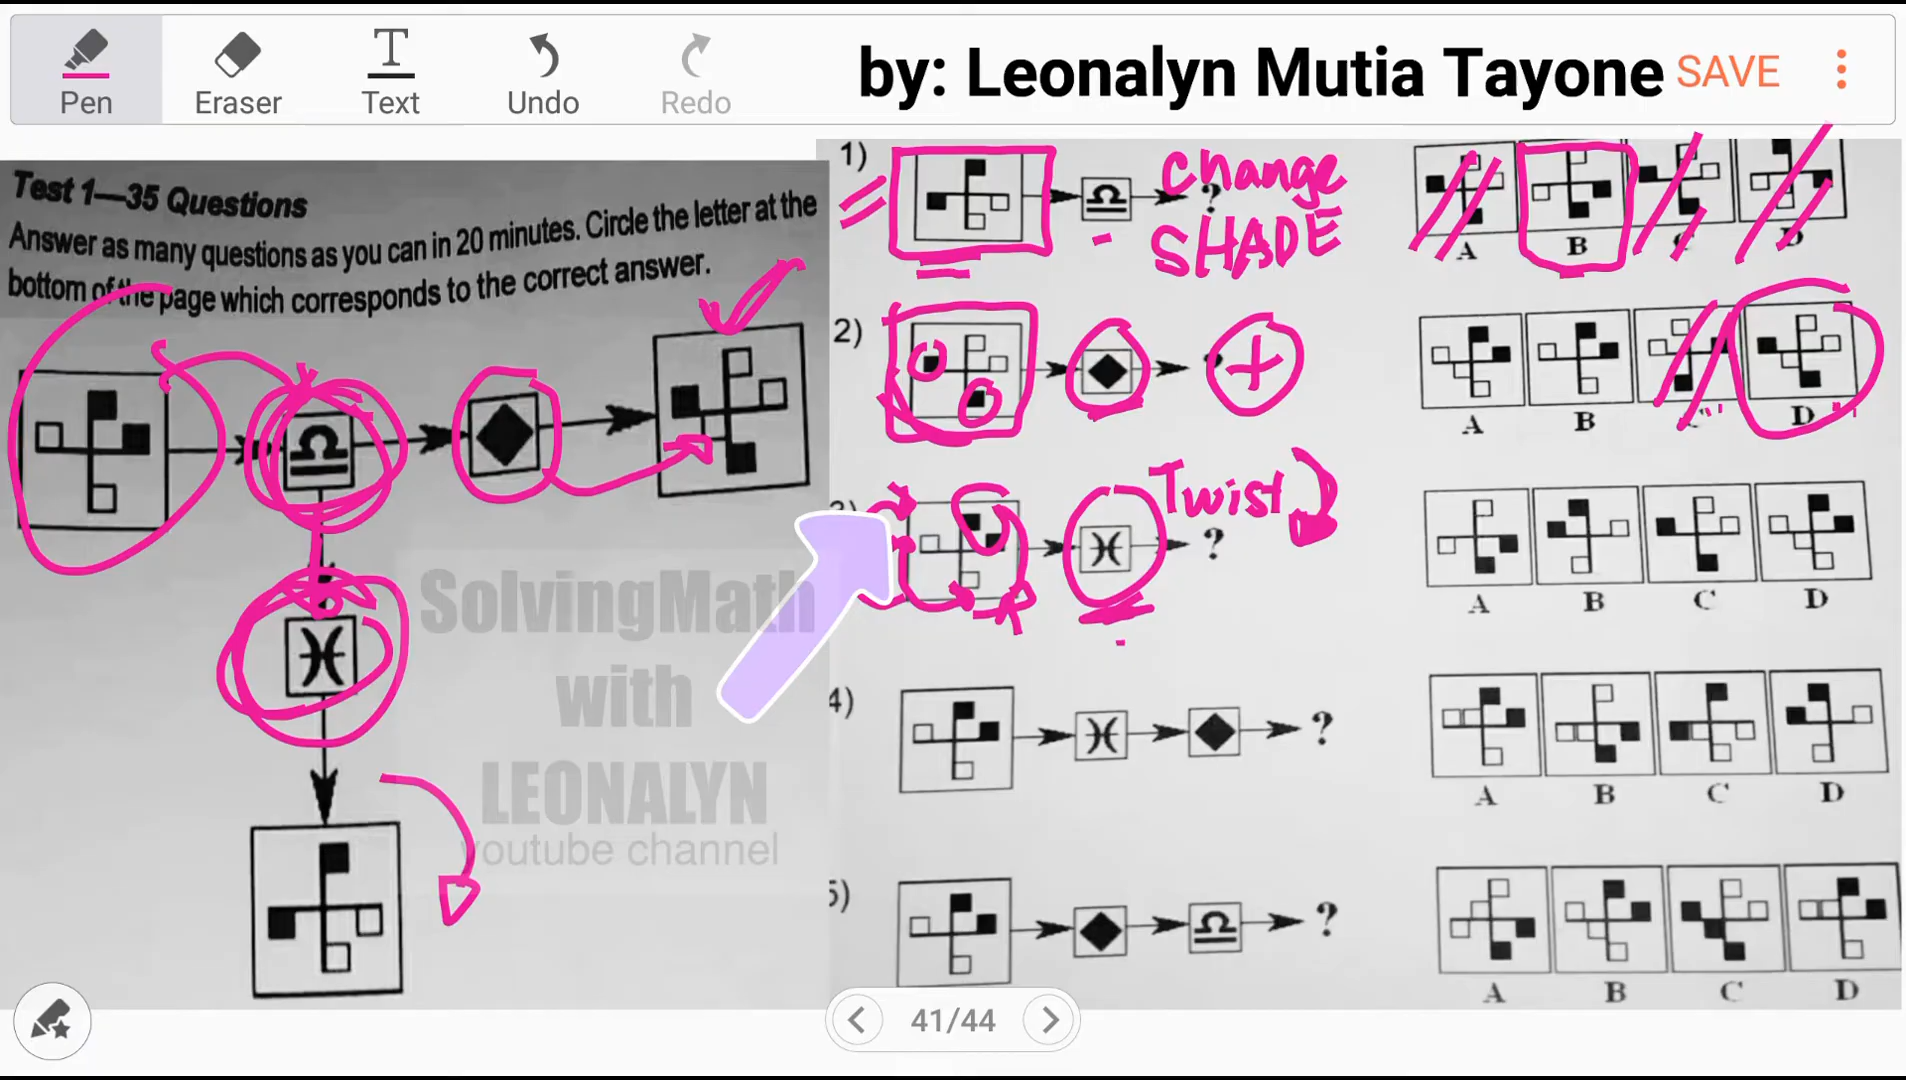 Pen
Eraser
Text
Undo
Redo
by: Leonalyn Mutia Tayone
SAVE
Test 1—35 Questions
Answer as many questions as you can in 20 minutes. Circle the letter at the
bottom of the page which corresponds to the correct answer.
SolvingMath
with
LEONALYN
youtube channel
1)
♎
?
change
SHADE
A B C D
2)
A B C D
3)
♓
Twist
?
A B C D
4)
♓
?
A B C D
5)
♎
?
A B C D
41/44